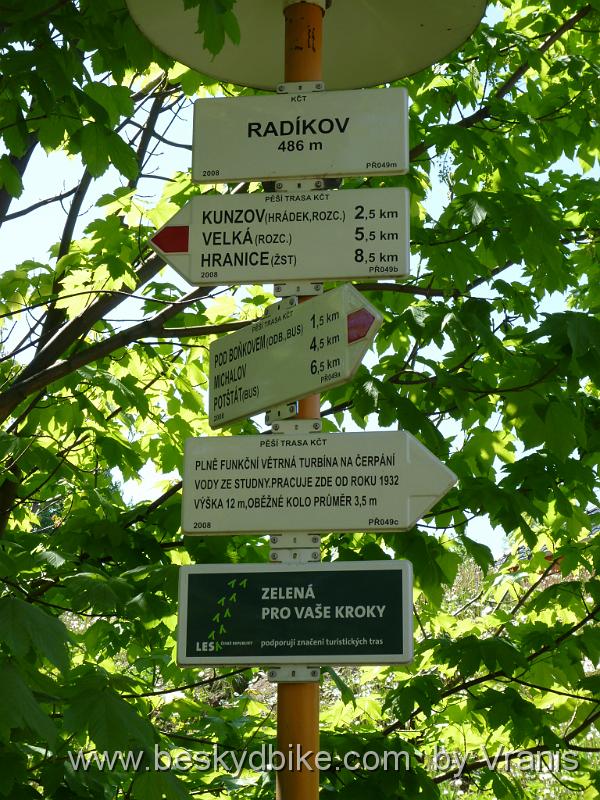 KČT
RADÍKOV
486 m
2008 PŘ049m
PĚŠÍ TRASA KČT
KUNZOV(HRÁDEK,ROZC.) 2,5 km
VELKÁ(ROZC.) 5,5 km
HRANICE(ŽST) 8,5 km
2008 PŘ049b
PĚŠÍ TRASA KČT
POD BOŇKOVEM(ODB.,BUS) 1,5 km
MICHALOV 4,5 km
POTŠTÁT(BUS) 6,5 km
2008 PŘ049a
PĚŠÍ TRASA KČT
PLNĚ FUNKČNÍ VĚTRNÁ TURBÍNA NA ČERPÁNÍ
VODY ZE STUDNY.PRACUJE ZDE OD ROKU 1932
VÝŠKA 12 m,OBĚŽNÉ KOLO PRŮMĚR 3,5 m
2008 PŘ049c
ZELENÁ
PRO VAŠE KROKY
LESY ČESKÉ REPUBLIKY podporují značení turistických tras
www.beskydbike.com by Vranis